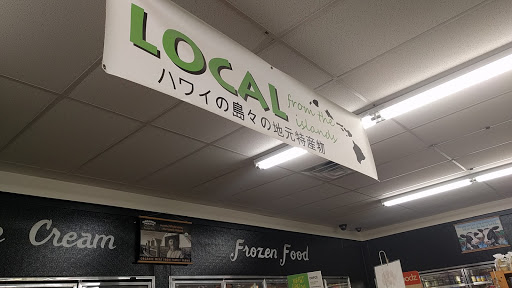 LOCAL
from the
islands
ハワイの島々の地元特産物
Cream
Frozen Food